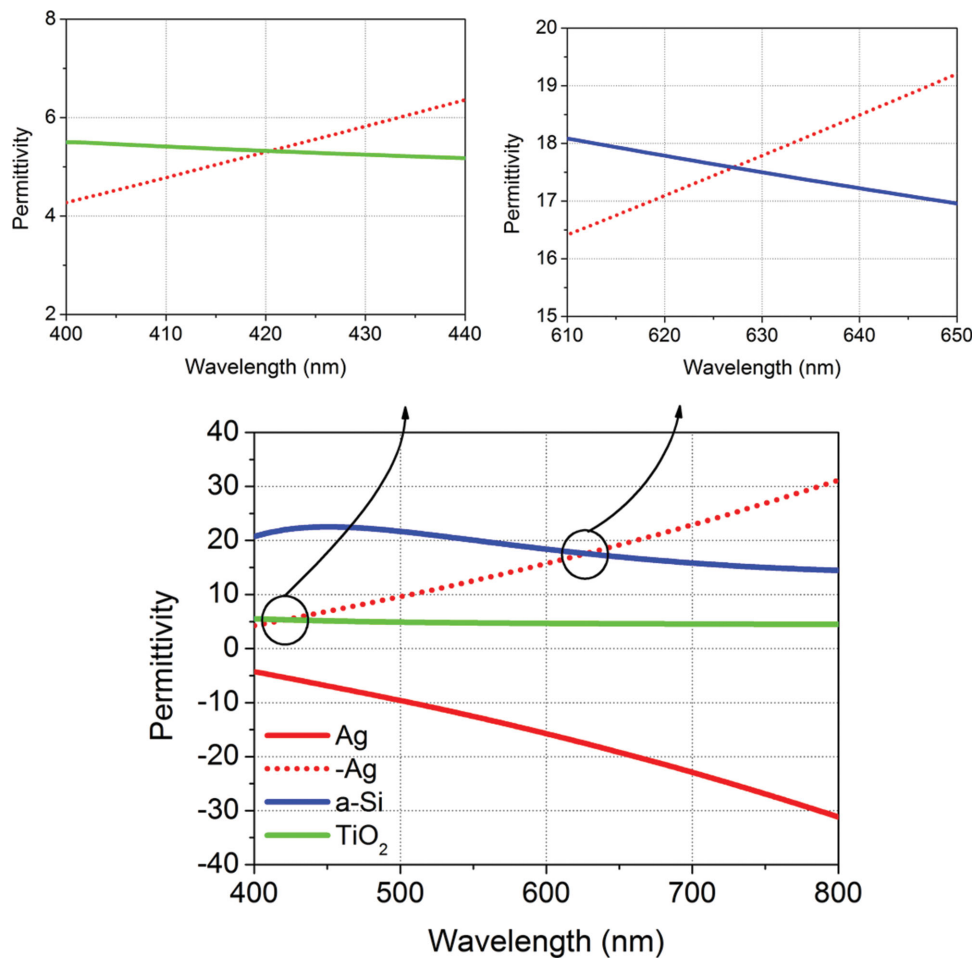 8
6
4
2
Permittivity
400 410 420 430 440
Wavelength (nm)
20
19
18
17
16
15
Permittivity
610 620 630 640 650
Wavelength (nm)
40
30
20
10
0
-10
-20
-30
-40
Permittivity
Ag
-Ag
a-Si
TiO₂
400 500 600 700 800
Wavelength (nm)